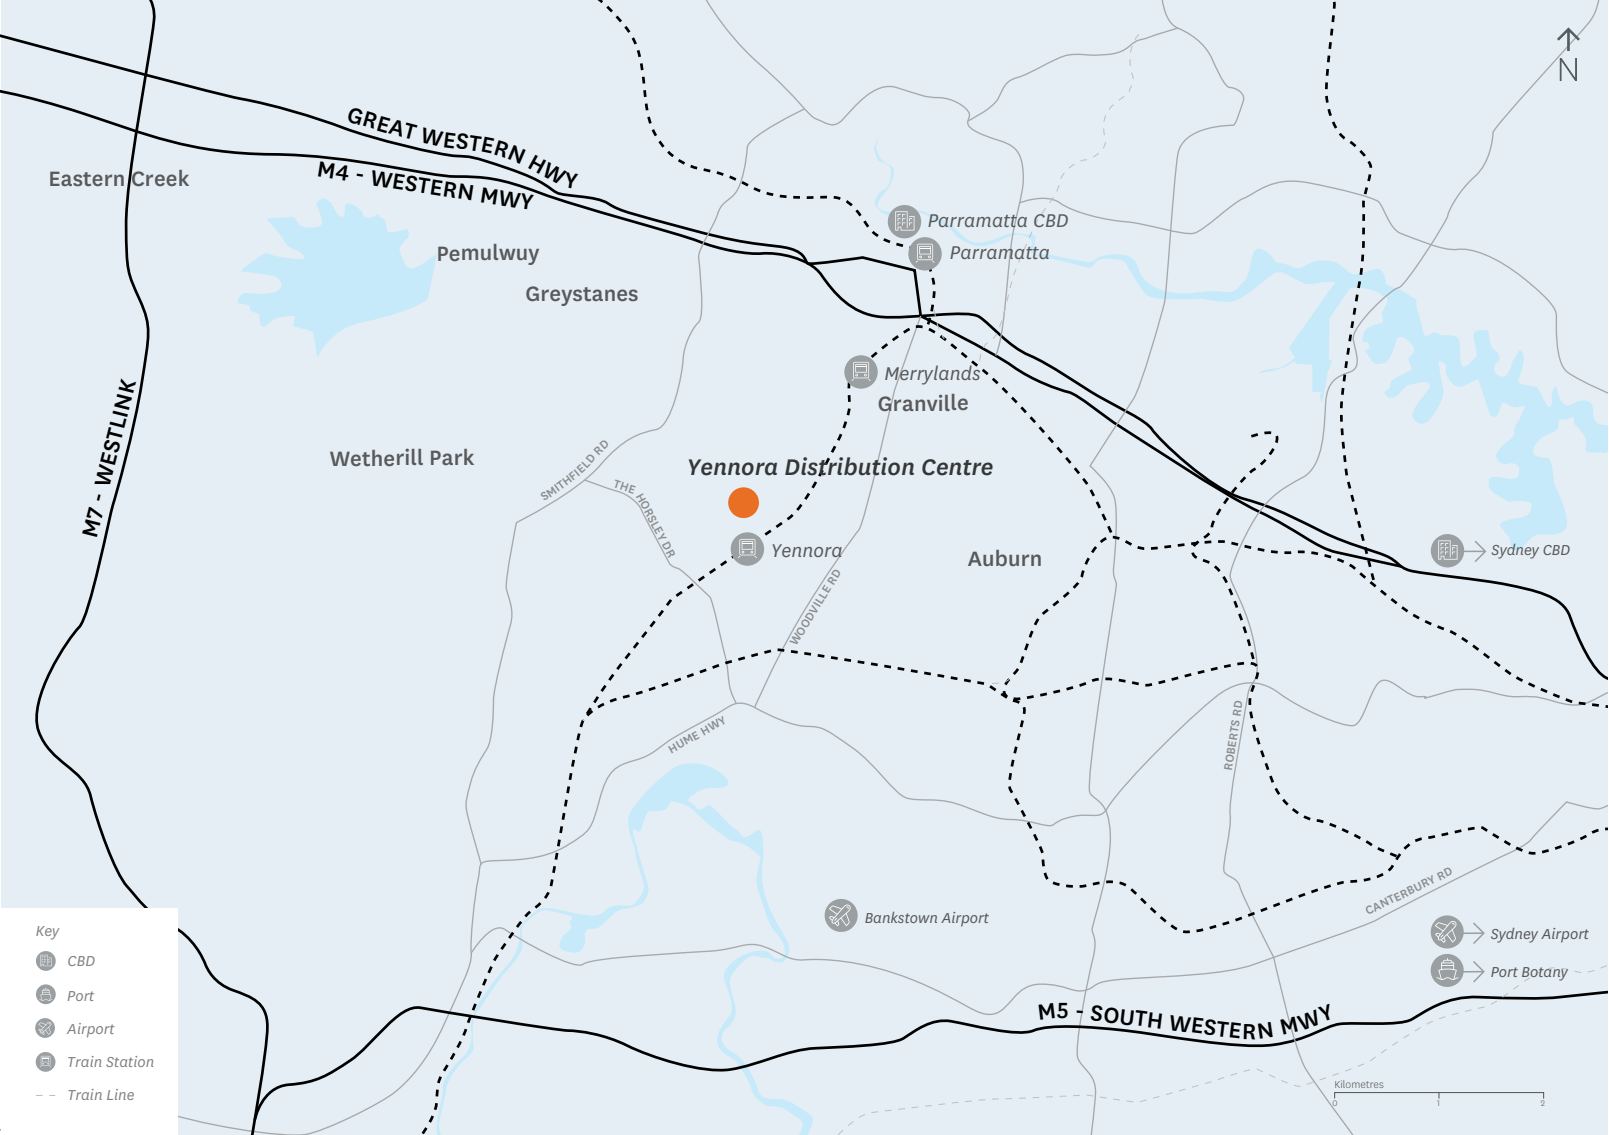 N
GREAT WESTERN HWY
M4 - WESTERN MWY
Eastern Creek
Parramatta CBD
Pemulwuy
Parramatta
Greystanes
Merrylands
Granville
M7 - WESTLINK
Wetherill Park
SMITHFIELD RD
Yennora Distribution Centre
THE HORSLEY DR
Yennora
Auburn
Sydney CBD
WOODVILLE RD
HUME HWY
ROBERTS RD
CANTERBURY RD
Bankstown Airport
Sydney Airport
Port Botany
M5 - SOUTH WESTERN MWY
Key
CBD
Port
Airport
Train Station
Train Line
Kilometres
0 1 2